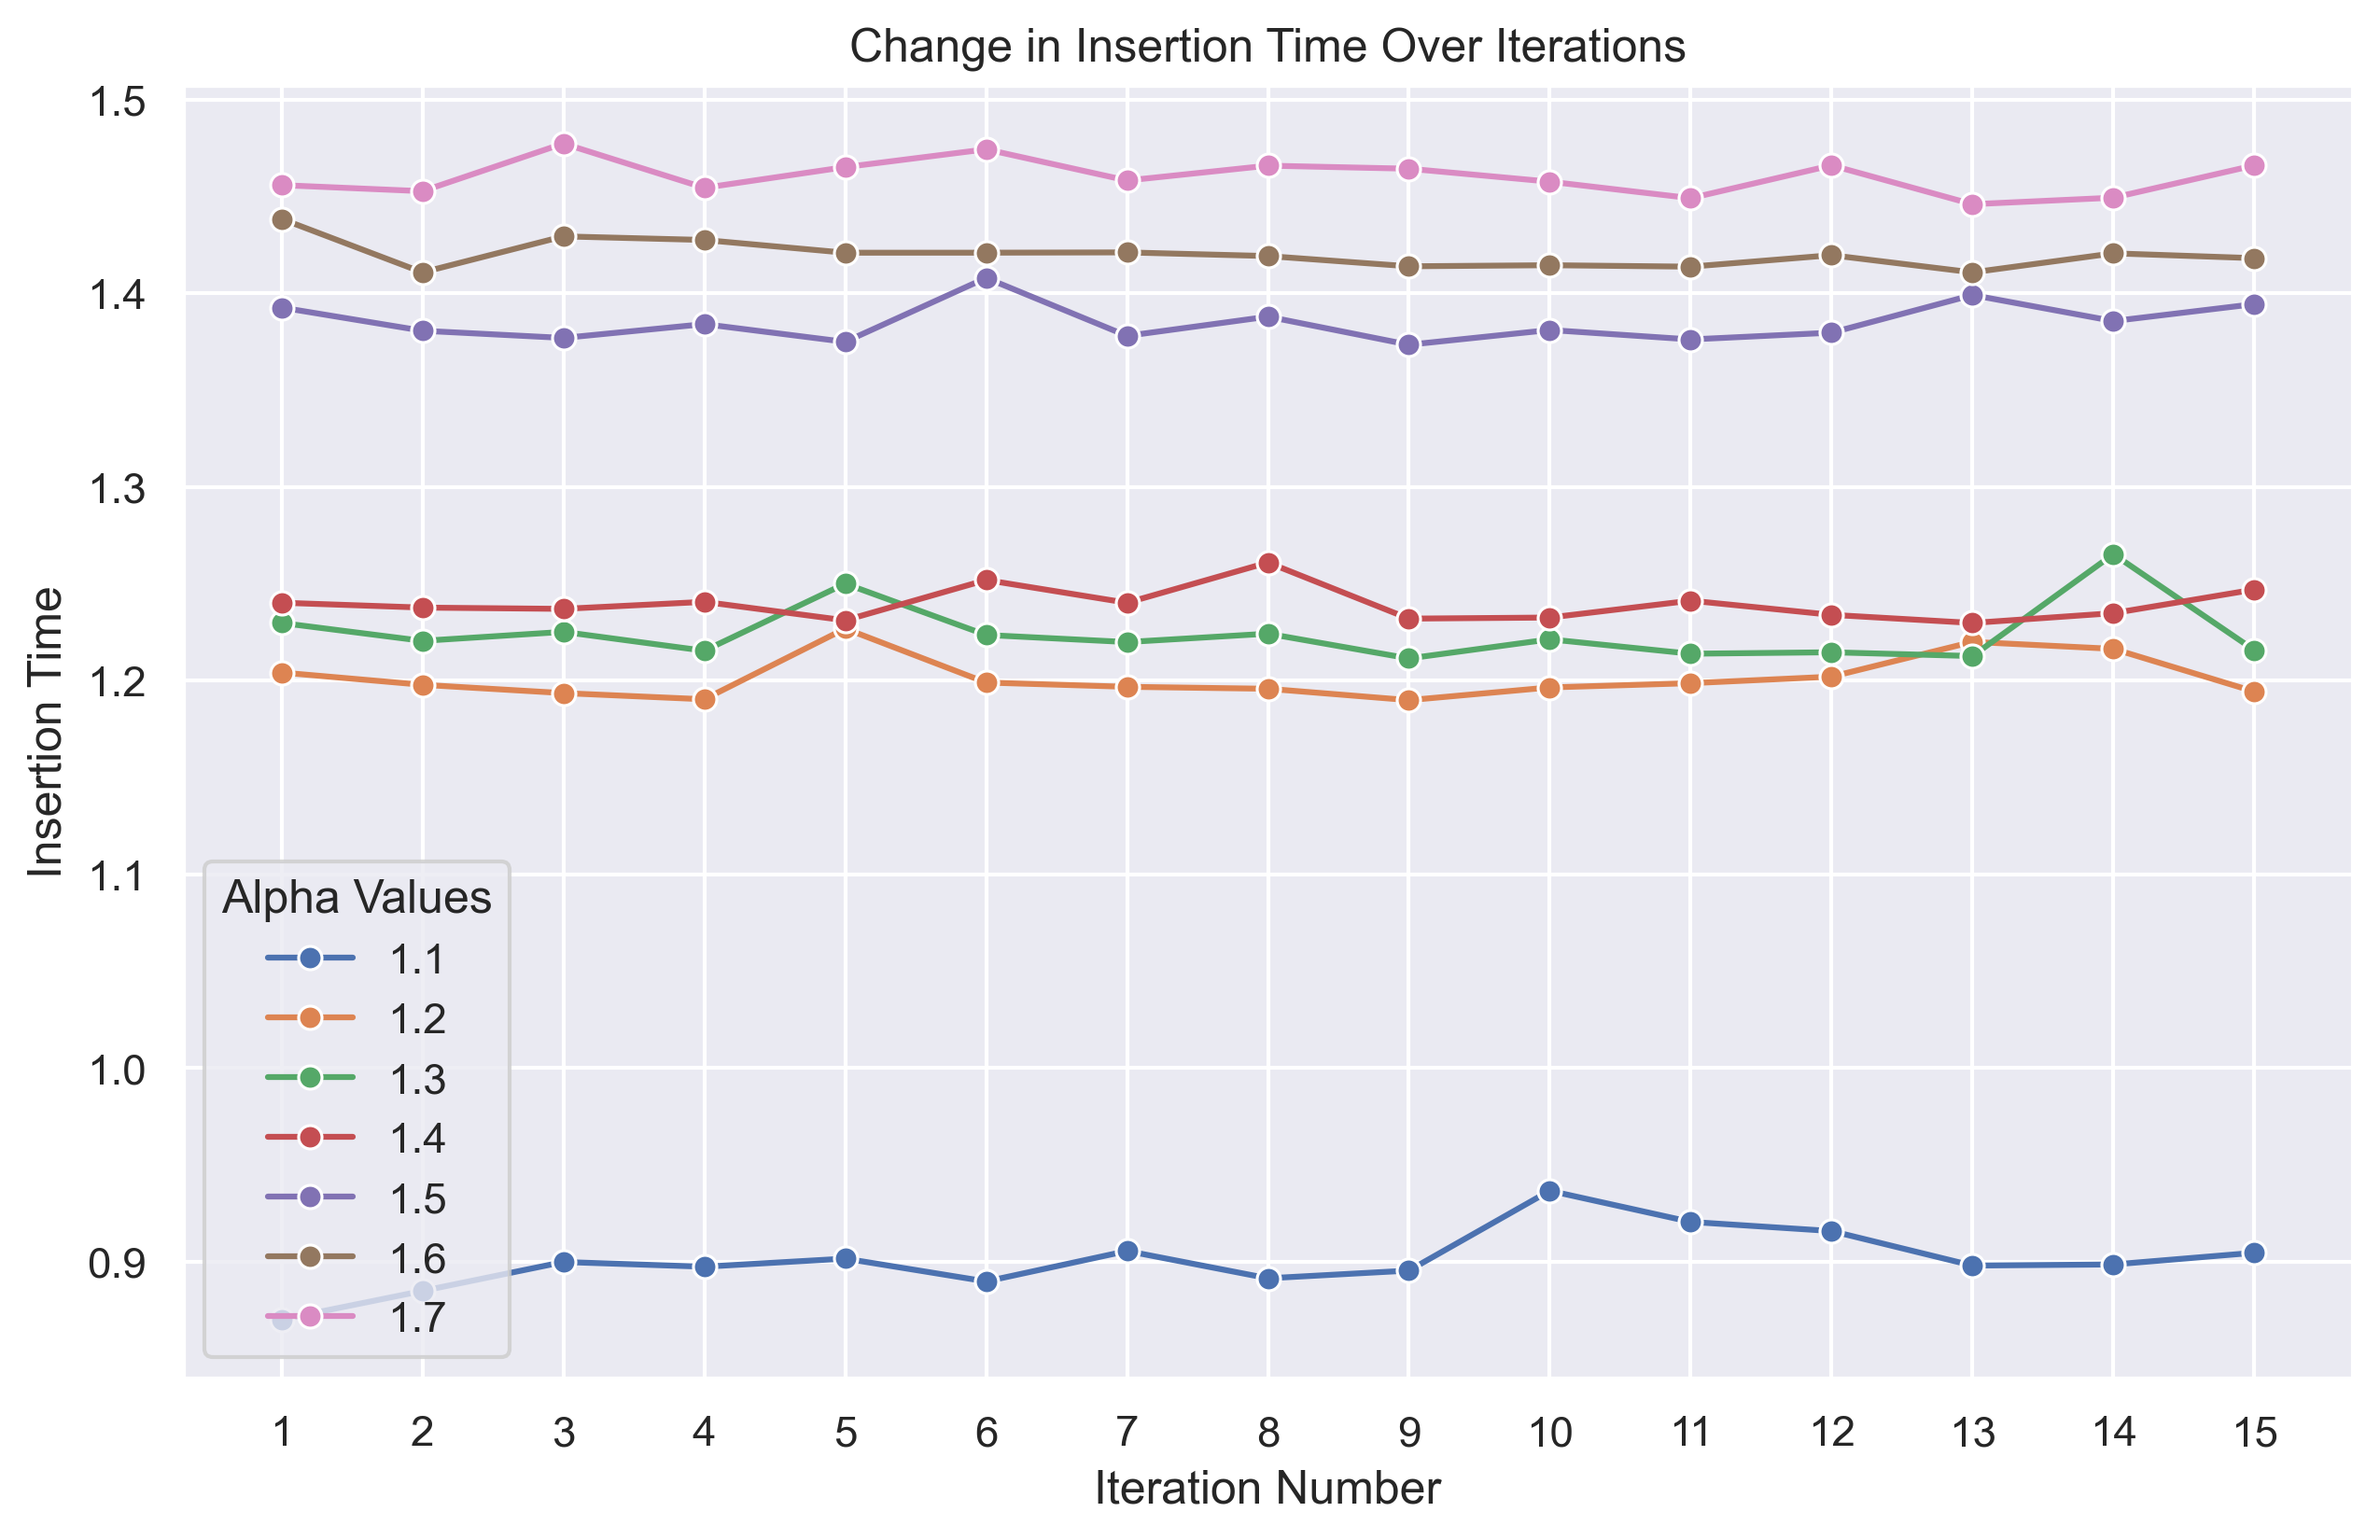 Change in Insertion Time Over Iterations
1.5
1.4
1.3
1.2
1.1
1.0
0.9
Insertion Time
Alpha Values
1.1
1.2
1.3
1.4
1.5
1.6
1.7
1 2 3 4 5 6 7 8 9 10 11 12 13 14 15
Iteration Number